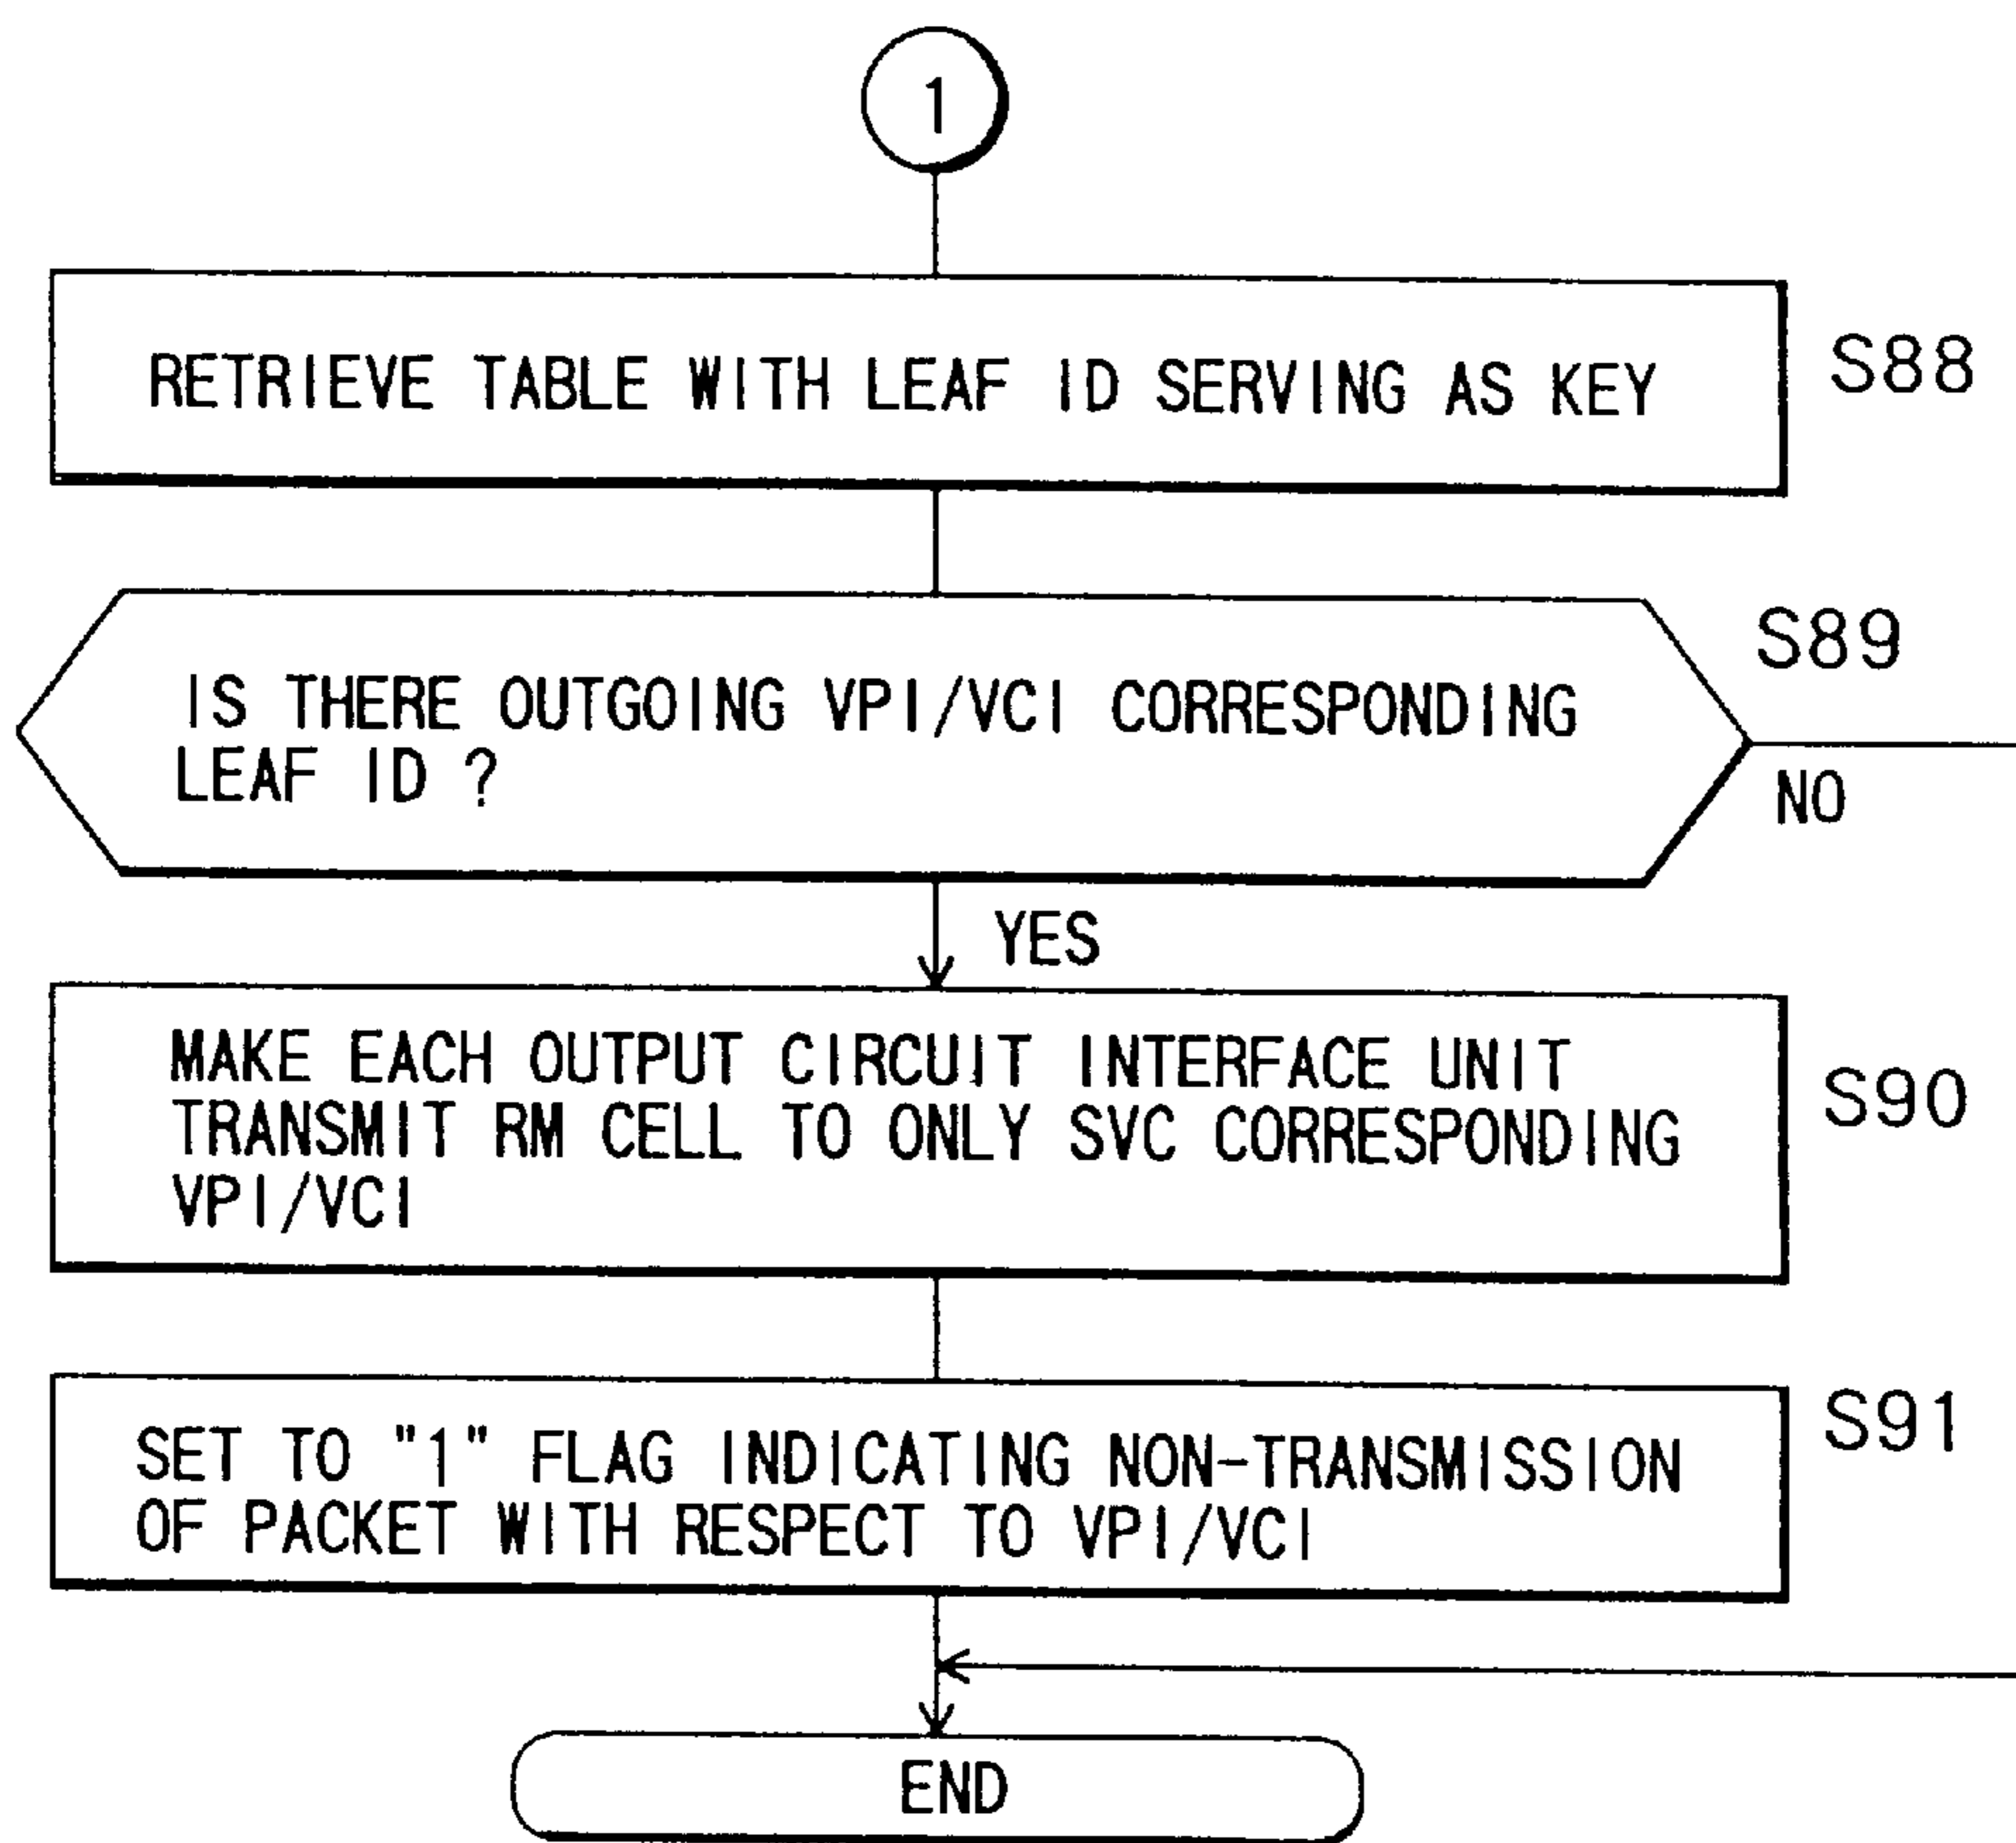 1
RETRIEVE TABLE WITH LEAF ID SERVING AS KEY
S88
S89
IS THERE OUTGOING VPI/VCI CORRESPONDING
LEAF ID ?
NO
YES
MAKE EACH OUTPUT CIRCUIT INTERFACE UNIT
TRANSMIT RM CELL TO ONLY SVC CORRESPONDING
VPI/VCI
S90
S91
SET TO "1" FLAG INDICATING NON-TRANSMISSION
OF PACKET WITH RESPECT TO VPI/VCI
END